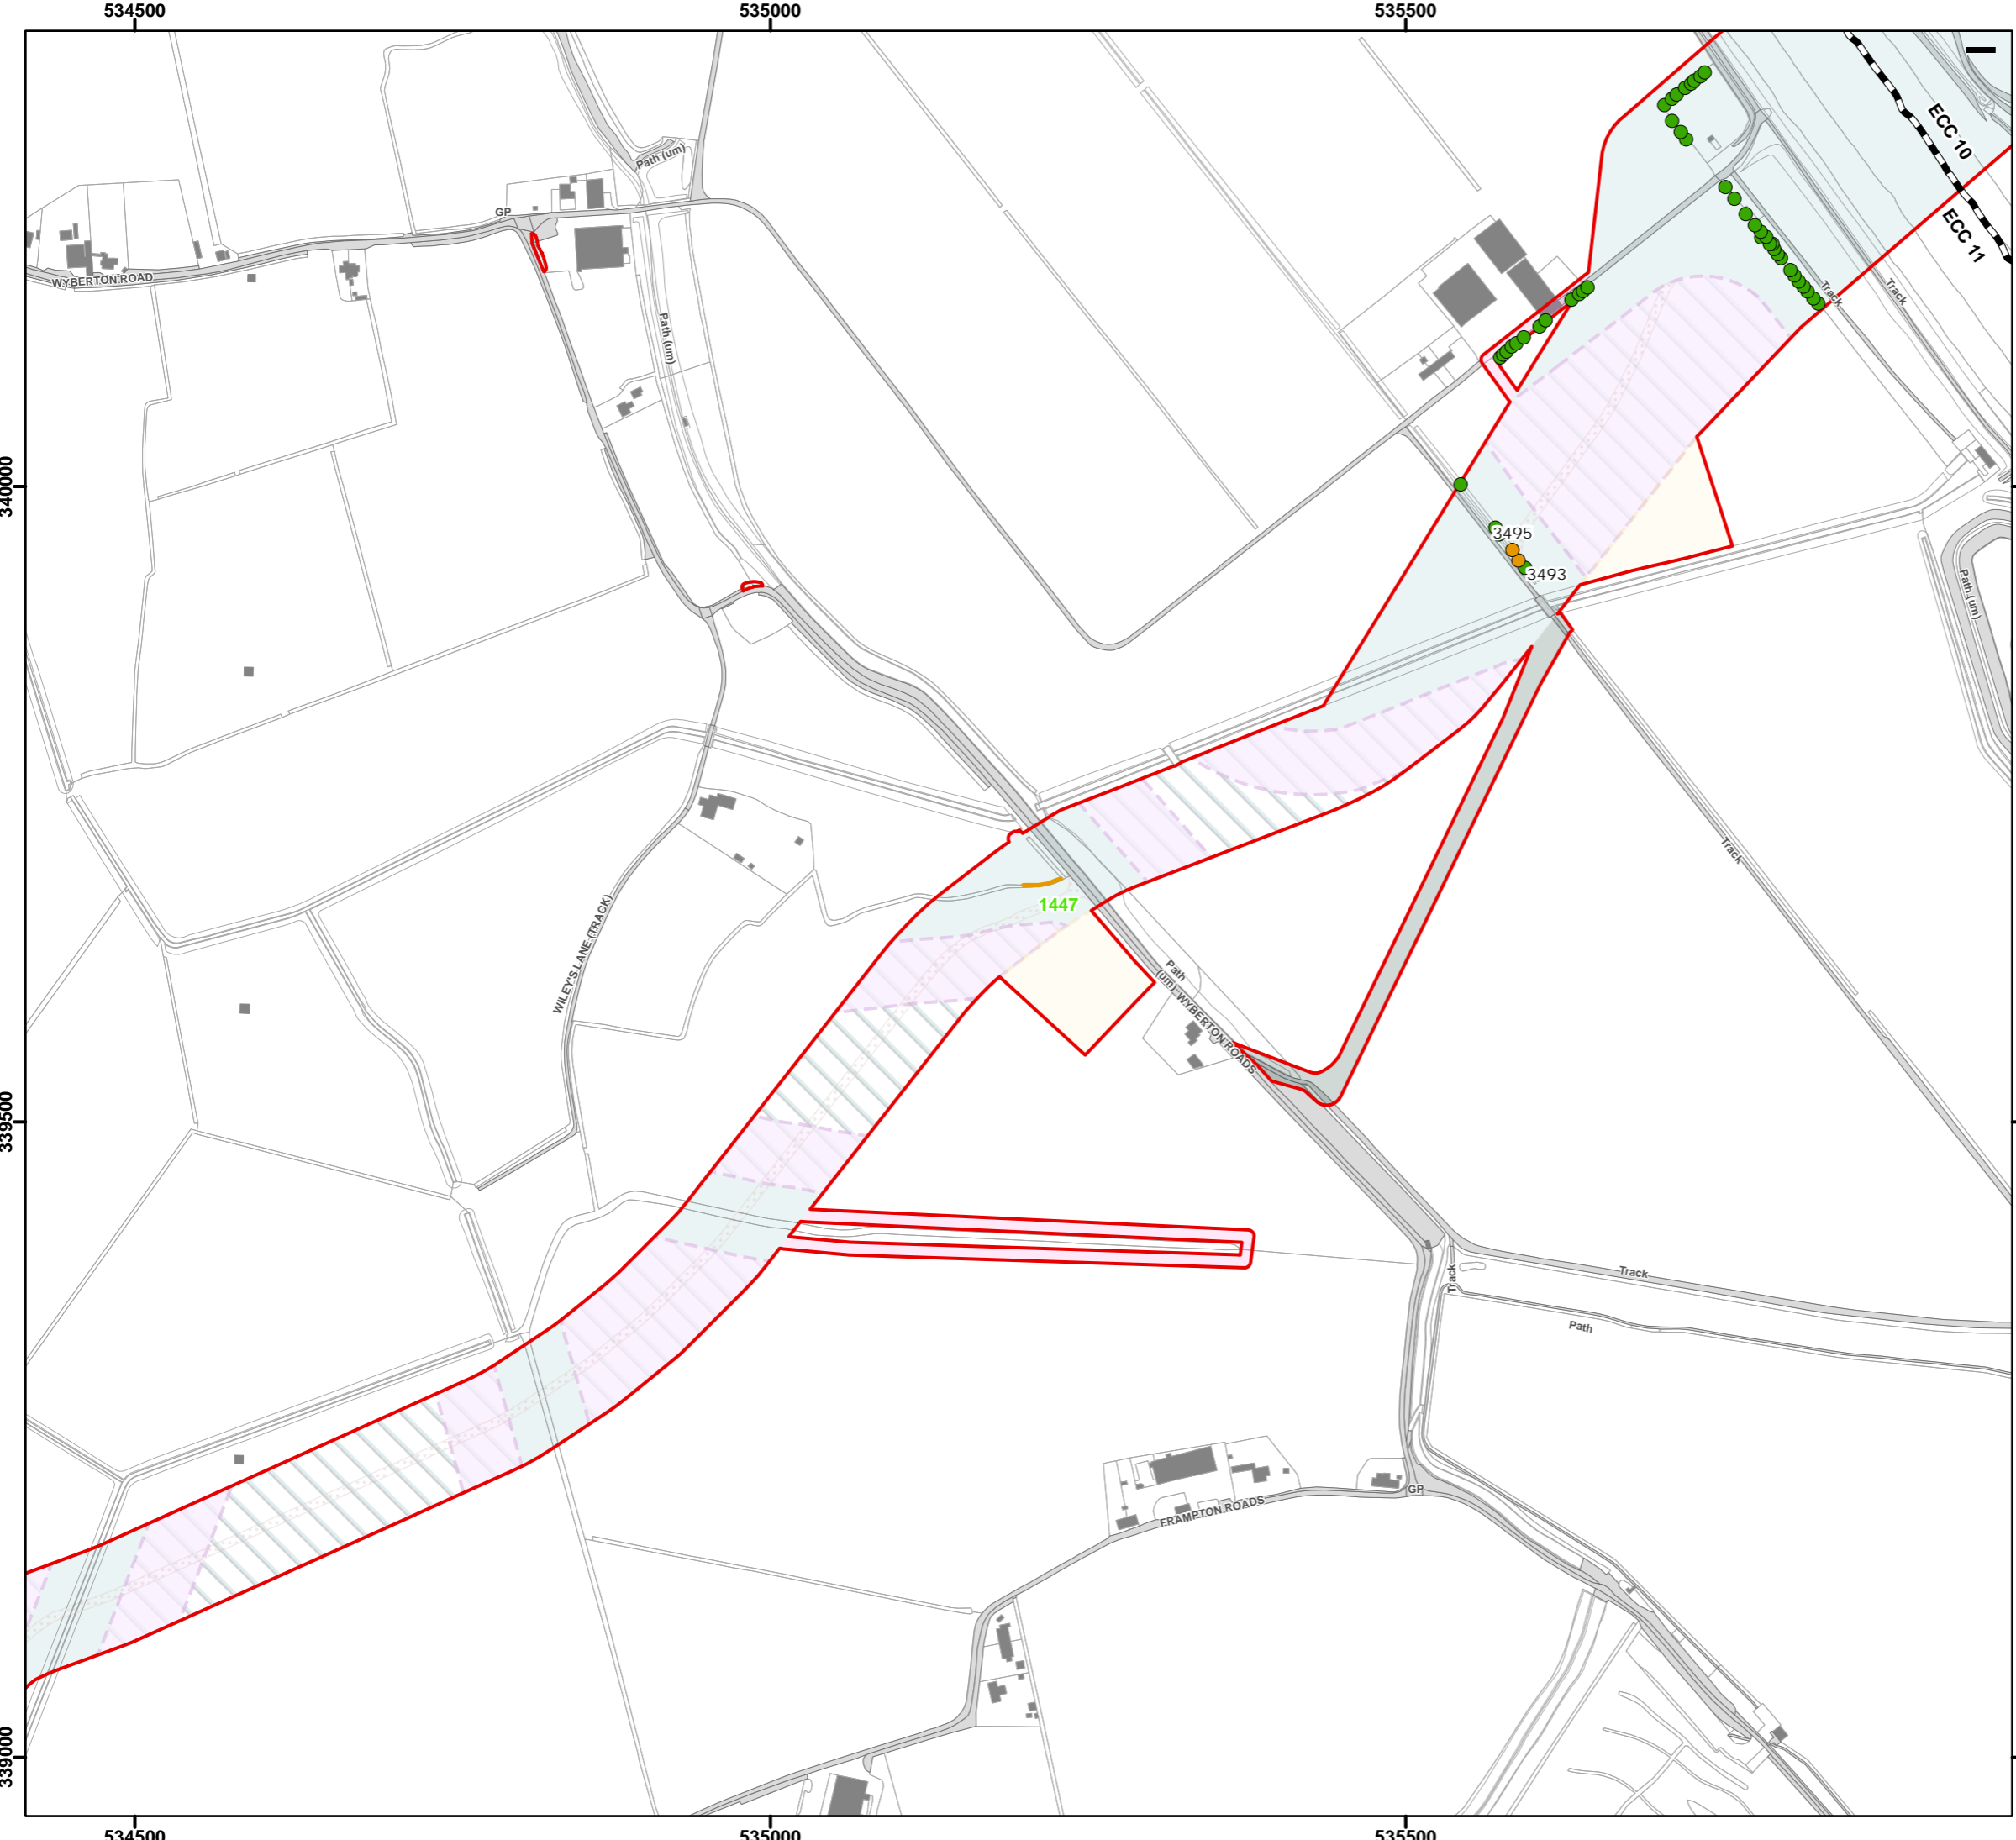 534500
535000
535500
ECC 10
ECC 11
Path (um)
GP
WYBERTON ROAD
Path (um)
Track
Track
340000
3495
3493
Path (um)
Track
1447
WILEY'S LANE (TRACK)
Path
(um)
WYBERTON ROADS
339500
Track
Track
Path
GP
FRAMPTON ROADS
339000
534500
535000
535500